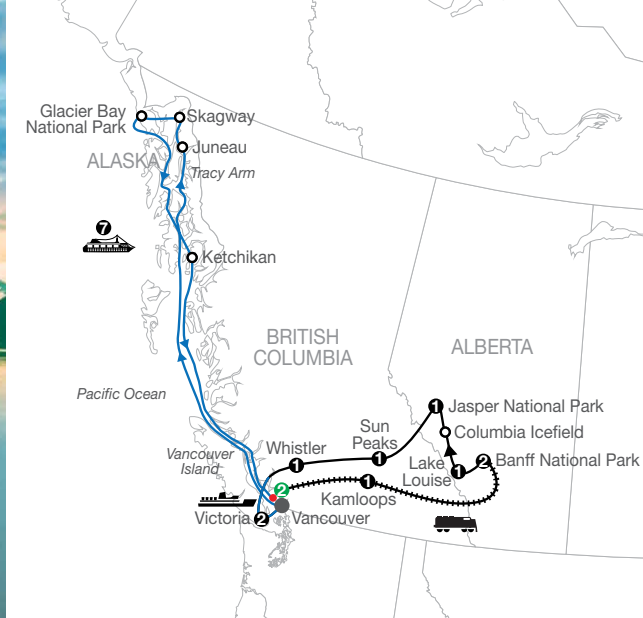 Glacier Bay
National Park
Skagway
Juneau
ALASKA
Tracy Arm
7
Ketchikan
BRITISH
COLUMBIA
ALBERTA
Pacific Ocean
1
Jasper National Park
Sun
Peaks
1
Columbia Icefield
Whistler
1
Vancouver
Island
Lake
Louise
1
2
Banff National Park
Kamloops
1
2
Victoria
2
Vancouver